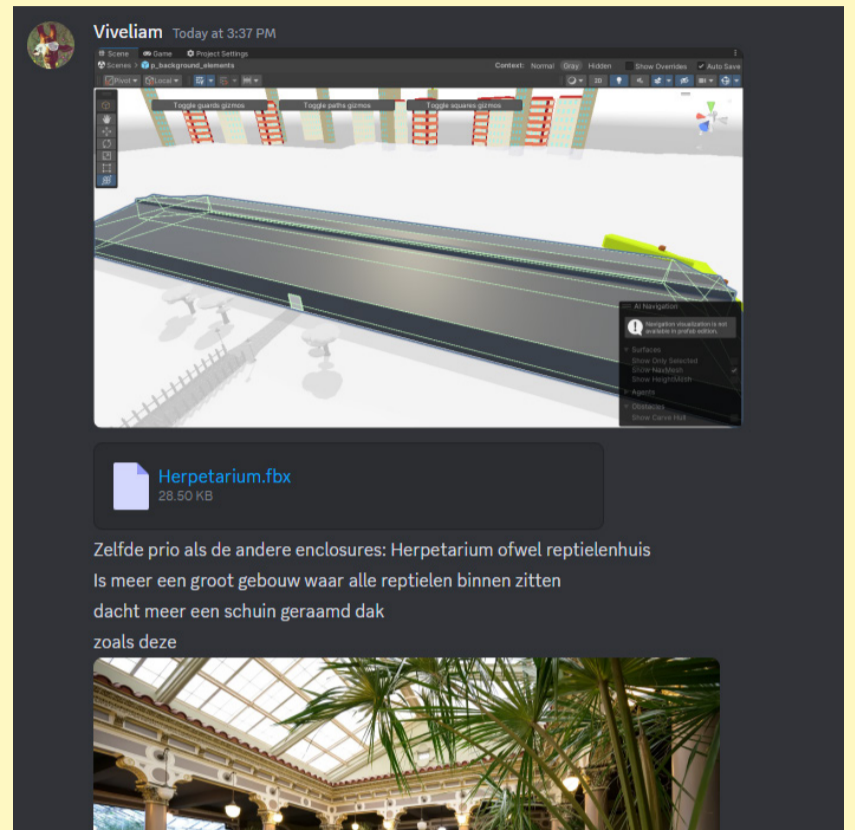 Viveliam Today at 3:37 PM
Scene Game Project Settings
Scenes > p_background_elements Context: Normal Gray Hidden Show Overrides Auto Save
Pivot Local 2D
Toggle guards gizmos Toggle paths gizmos Toggle squares gizmos
AI Navigation
Navigation visualization is not
available in prefab edition.
Surfaces
Show Only Selected
Show NavMesh
Show HeightMesh
Agents
Obstacles
Show Carve Hull
Herpetarium.fbx
28.50 KB
Zelfde prio als de andere enclosures: Herpetarium ofwel reptielenhuis
Is meer een groot gebouw waar alle reptielen binnen zitten
dacht meer een schuin geraamd dak
zoals deze